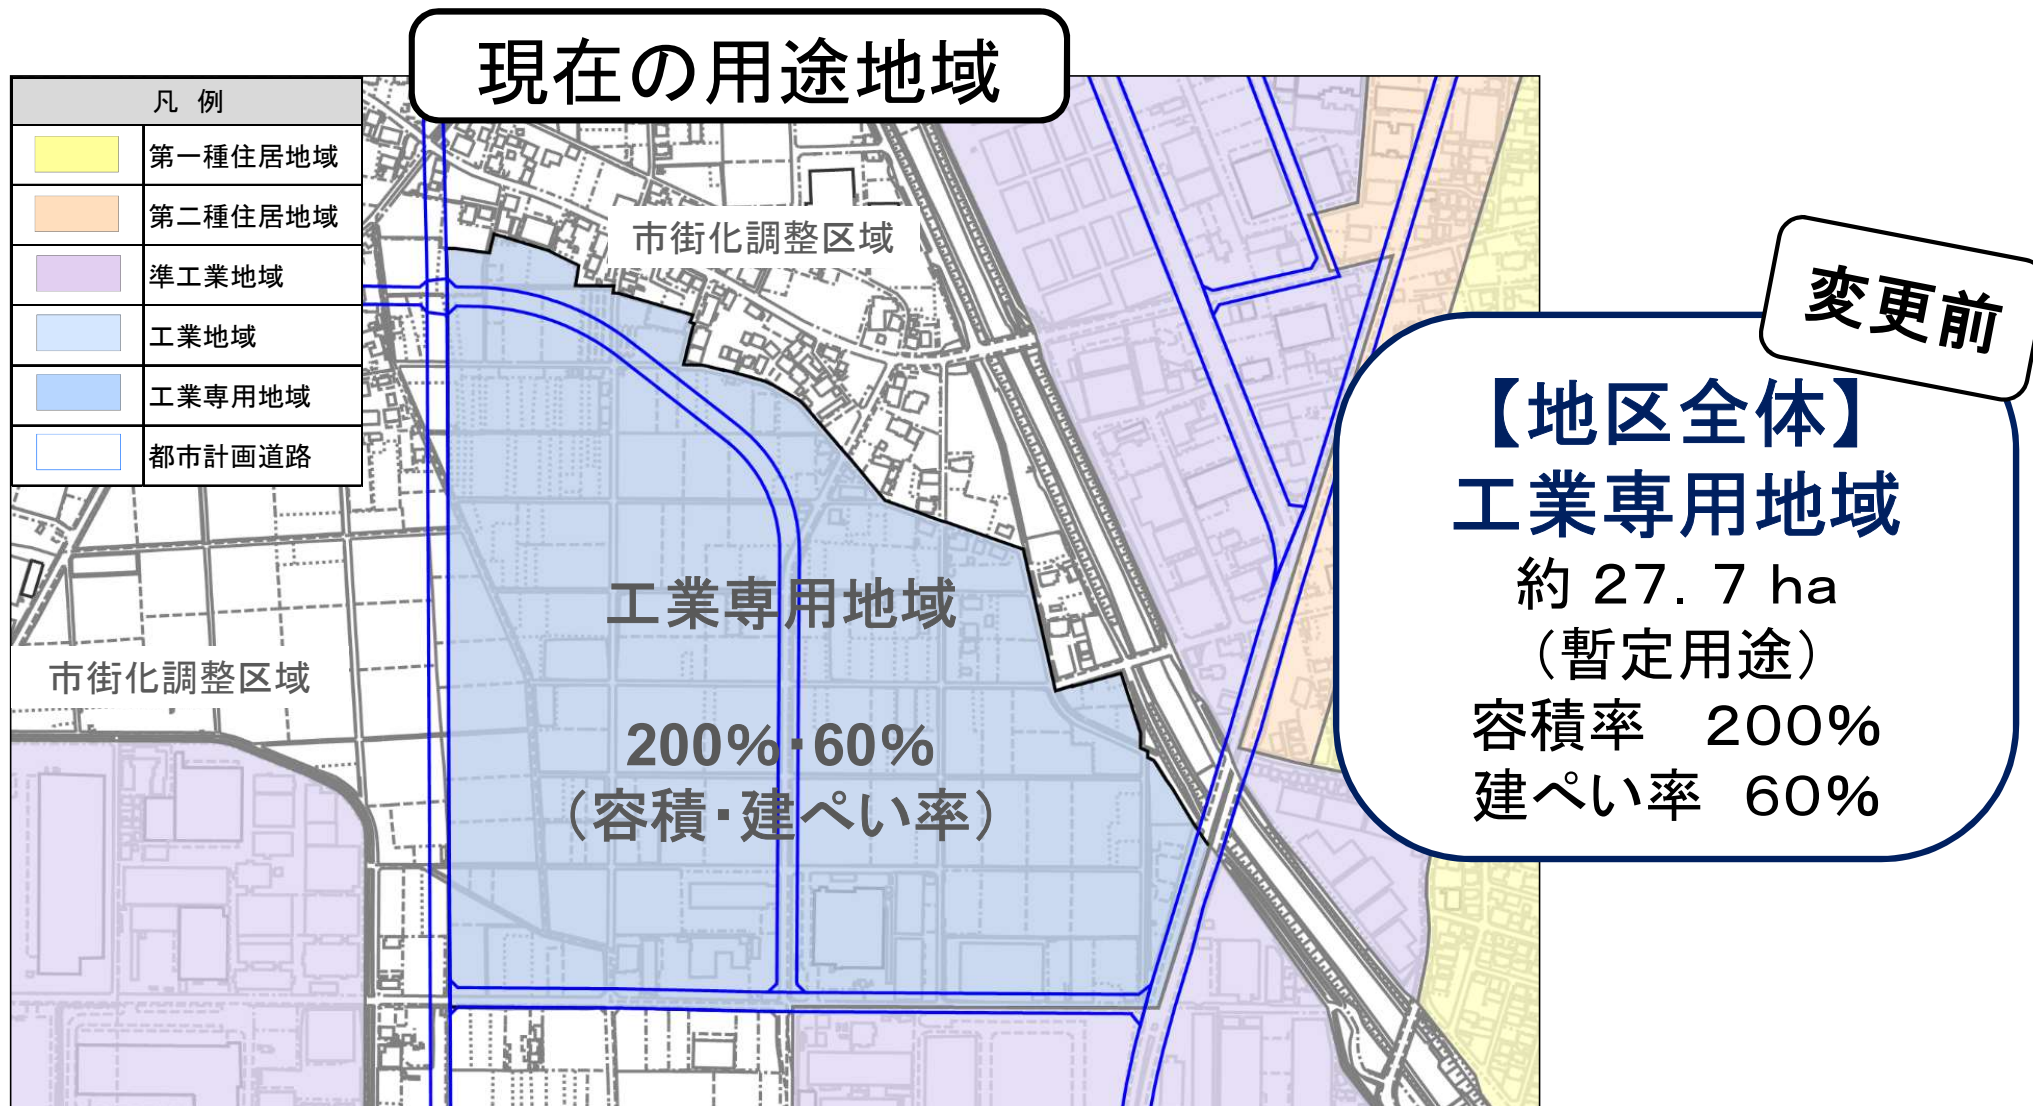 現在の用途地域
凡 例
第一種住居地域
第二種住居地域
準工業地域
工業地域
工業専用地域
都市計画道路
市街化調整区域
市街化調整区域
工業専用地域
200%・60%
（容積・建ぺい率）
変更前
【地区全体】
工業専用地域
約 27．7 ha
（暫定用途）
容積率 200%
建ぺい率 60%